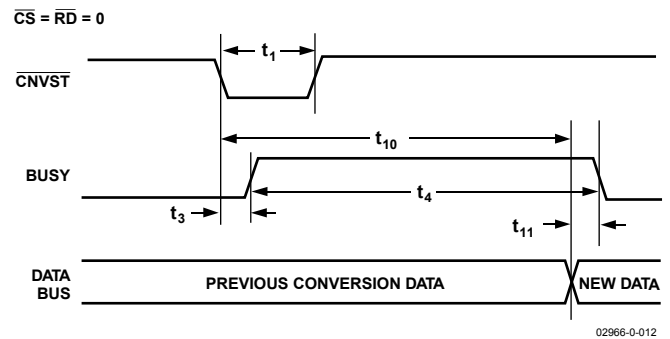 CS = RD = 0
t1
CNVST
t10
BUSY
t4
t3
t11
DATA
BUS
PREVIOUS CONVERSION DATA
NEW DATA
02966-0-012